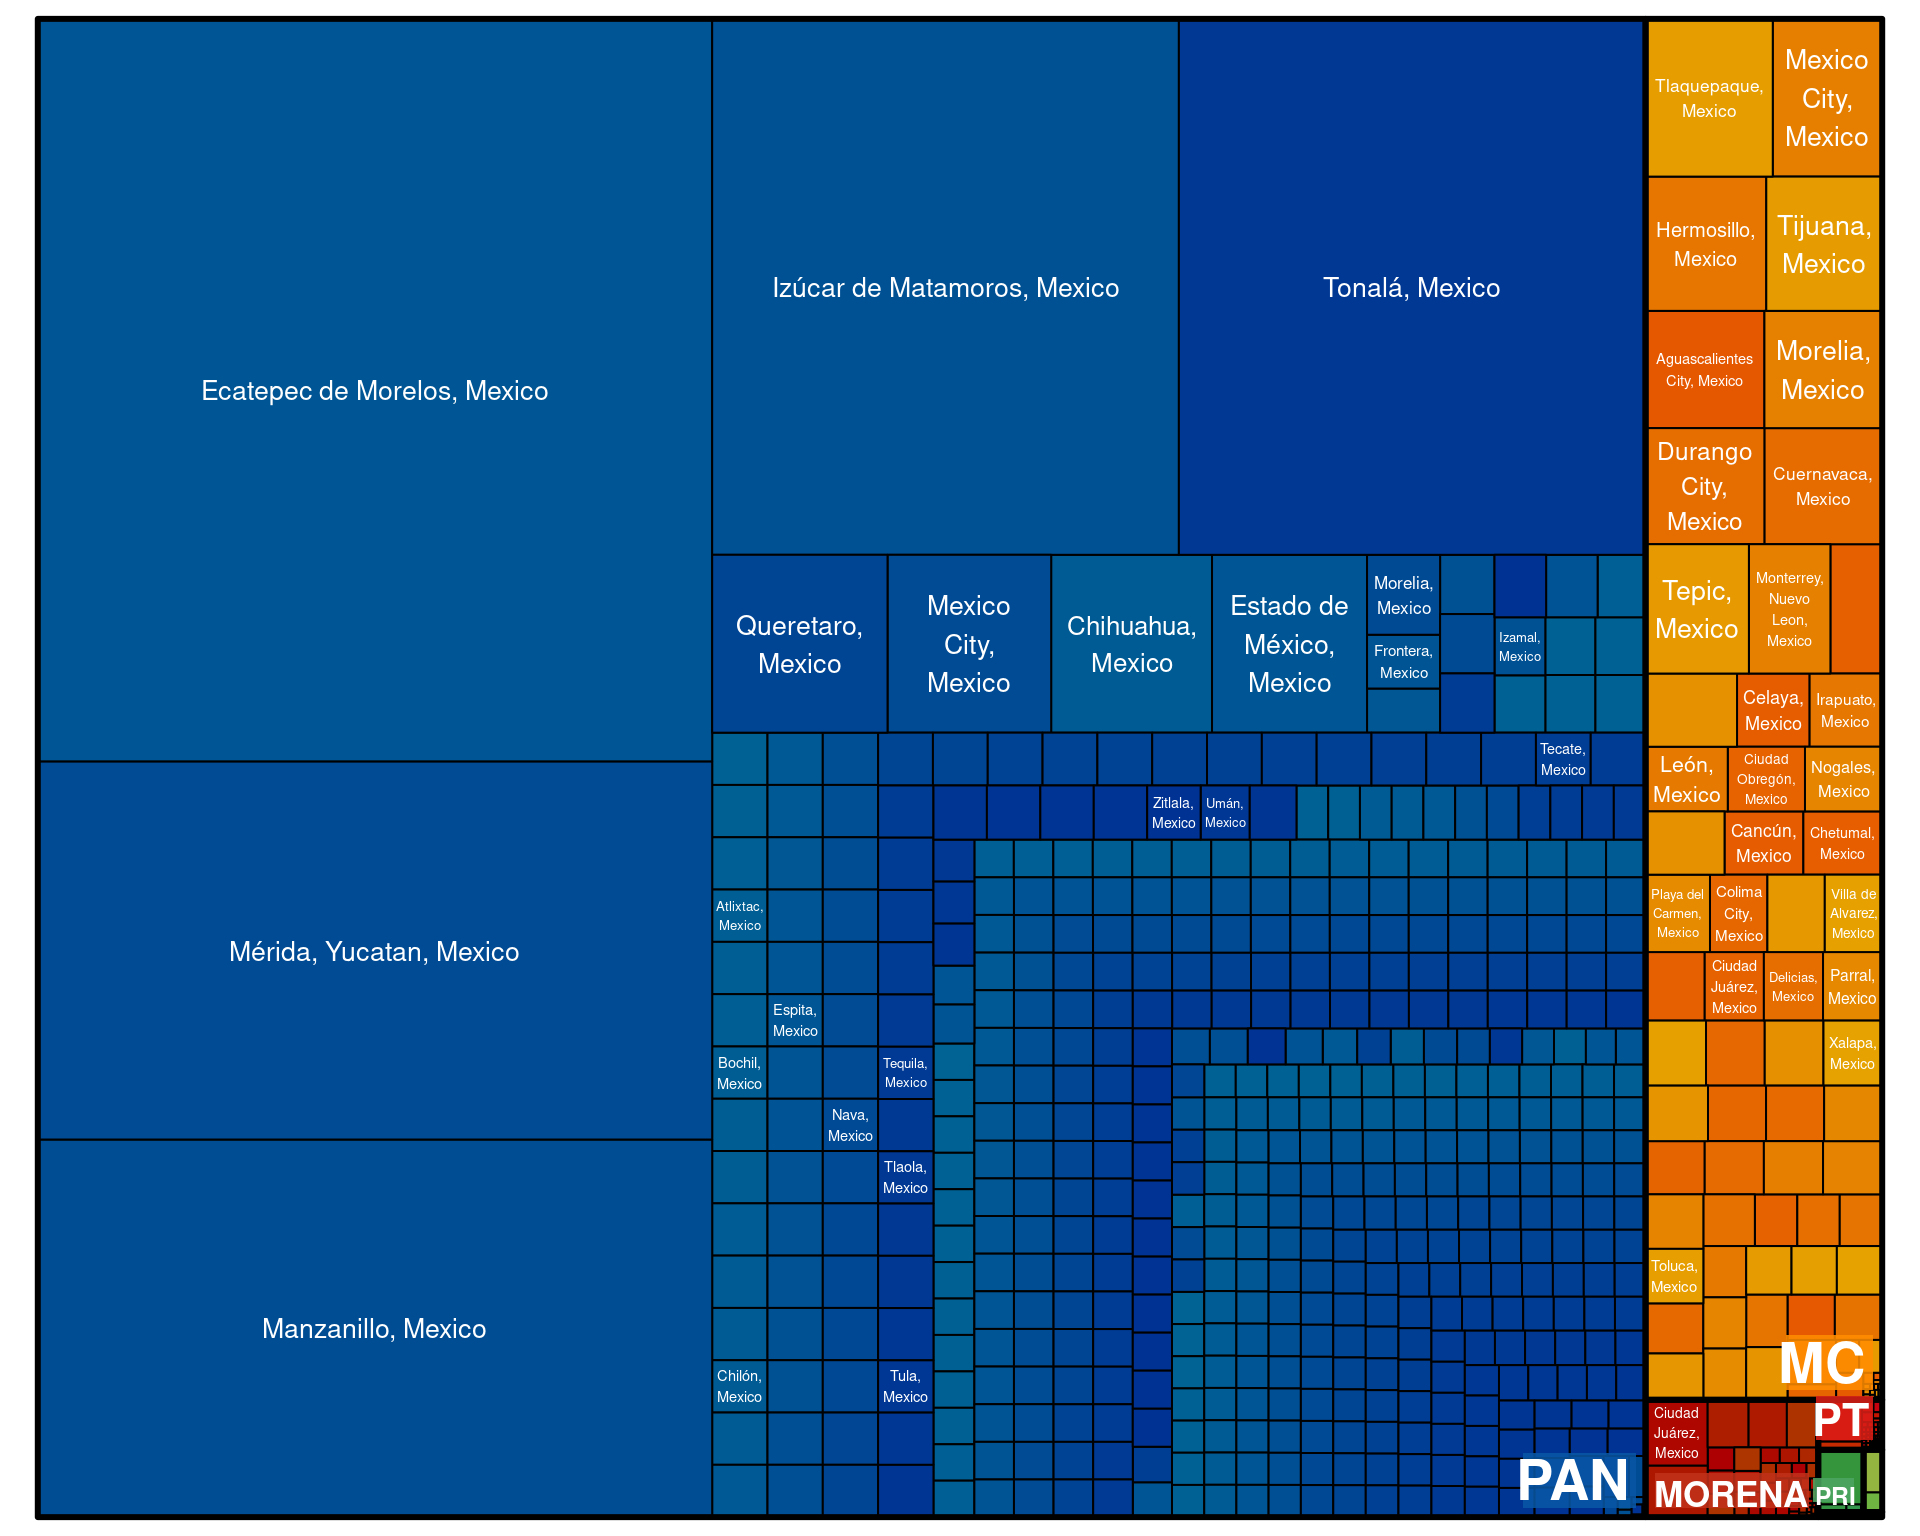 Ecatepec de Morelos, Mexico
Mérida, Yucatan, Mexico
Manzanillo, Mexico
Izúcar de Matamoros, Mexico
Tonalá, Mexico
Queretaro,
Mexico
Mexico
City,
Mexico
Chihuahua,
Mexico
Estado de
México,
Mexico
Morelia,
Mexico
Frontera,
Mexico
Izamal,
Mexico
Tecate,
Mexico
Zitlala,
Mexico
Umán,
Mexico
Atlixtac,
Mexico
Espita,
Mexico
Bochil,
Mexico
Tequila,
Mexico
Nava,
Mexico
Tlaola,
Mexico
Chilón,
Mexico
Tula,
Mexico
PAN
Tlaquepaque,
Mexico
Mexico
City,
Mexico
Hermosillo,
Mexico
Tijuana,
Mexico
Aguascalientes
City, Mexico
Morelia,
Mexico
Durango
City,
Mexico
Cuernavaca,
Mexico
Tepic,
Mexico
Monterrey,
Nuevo
Leon,
Mexico
Celaya,
Mexico
Irapuato,
Mexico
León,
Mexico
Ciudad
Obregón,
Mexico
Nogales,
Mexico
Cancún,
Mexico
Chetumal,
Mexico
Playa del
Carmen,
Mexico
Colima
City,
Mexico
Villa de
Alvarez,
Mexico
Ciudad
Juárez,
Mexico
Delicias,
Mexico
Parral,
Mexico
Xalapa,
Mexico
Toluca,
Mexico
MC
Ciudad
Juárez,
Mexico
PT
MORENA
PRI